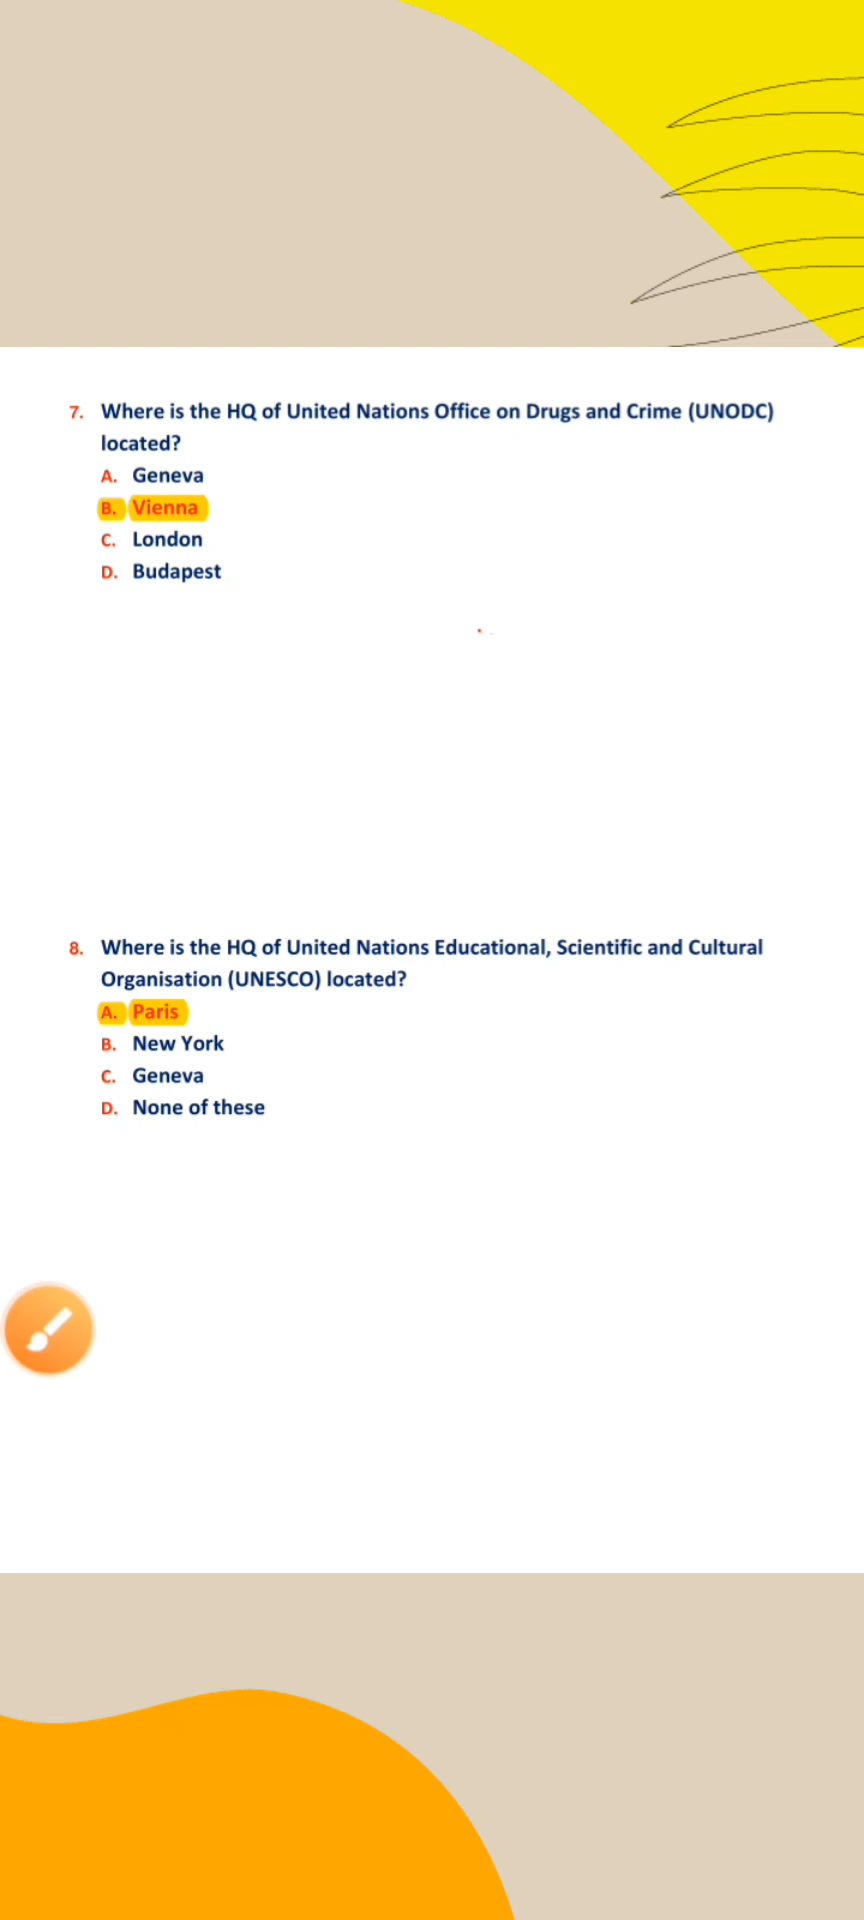 7. Where is the HQ of United Nations Office on Drugs and Crime (UNODC)
located?
A. Geneva
B. Vienna
C. London
D. Budapest
8. Where is the HQ of United Nations Educational, Scientific and Cultural
Organisation (UNESCO) located?
A. Paris
B. New York
C. Geneva
D. None of these